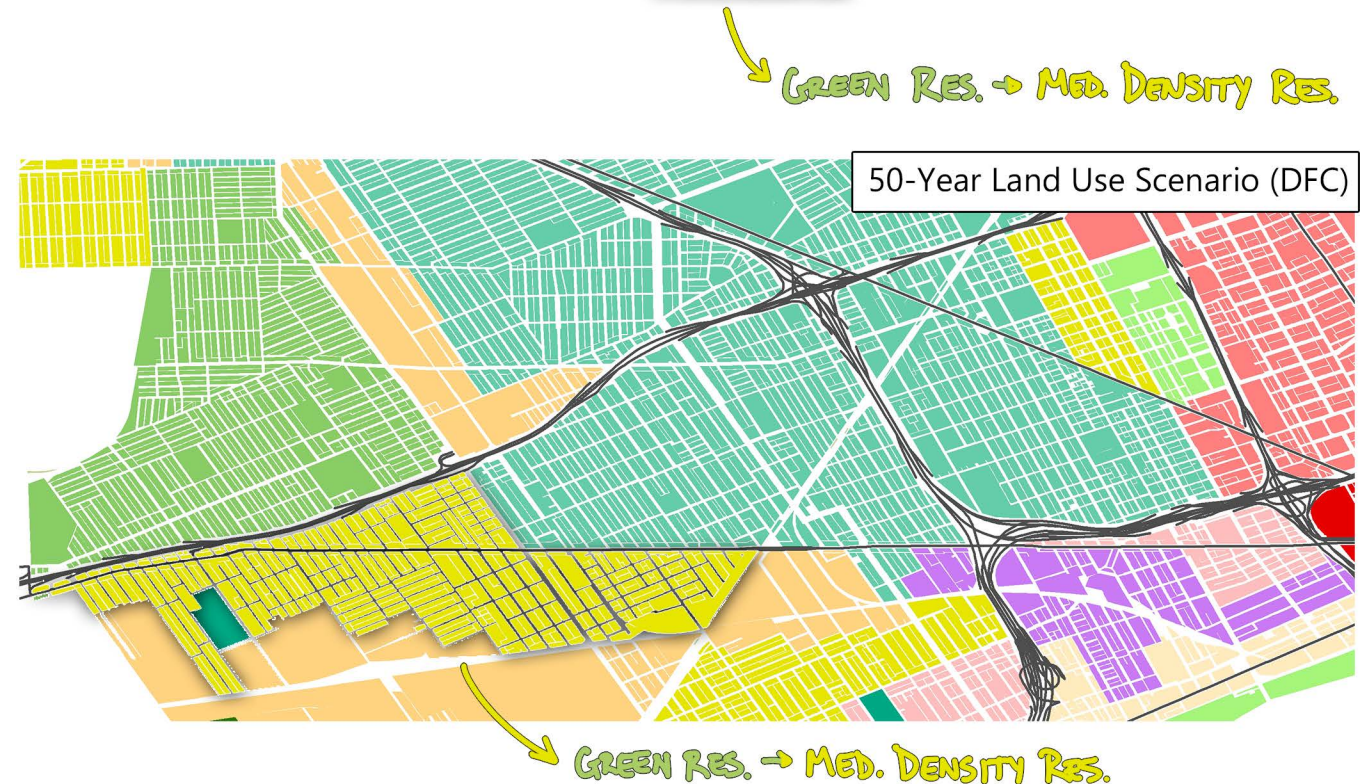 GREEN RES. → MED. DENSITY RES.
50-Year Land Use Scenario (DFC)
GREEN RES. → MED. DENSITY RES.